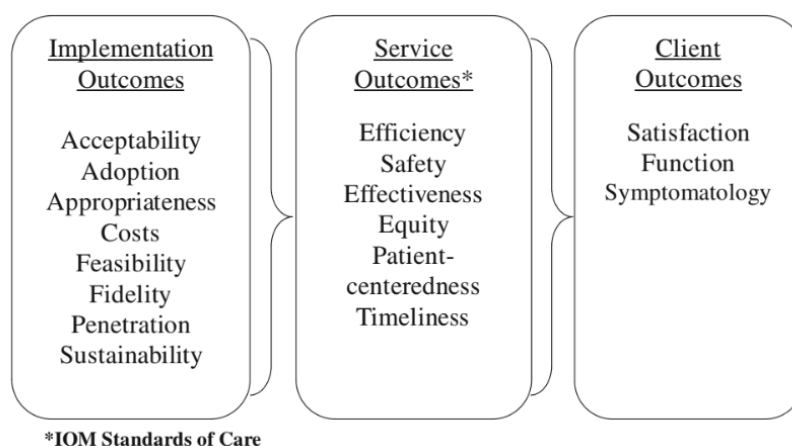 Implementation
Outcomes
Acceptability
Adoption
Appropriateness
Costs
Feasibility
Fidelity
Penetration
Sustainability
Service
Outcomes*
Efficiency
Safety
Effectiveness
Equity
Patient-
centeredness
Timeliness
Client
Outcomes
Satisfaction
Function
Symptomatology
*IOM Standards of Care